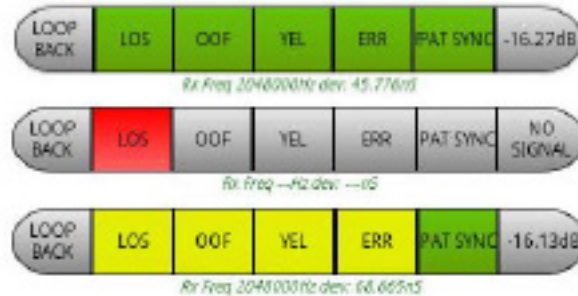 LOOP BACK LOS OOF YEL ERR PAT SYNC -16.27dB
Rx Freq 2048000Hz dev: 45.776nS
LOOP BACK LOS OOF YEL ERR PAT SYNC NO SIGNAL
Rx Freq ---Hz dev: ---nS
LOOP BACK LOS OOF YEL ERR PAT SYNC -16.13dB
Rx Freq 2048000Hz dev: 68.665nS